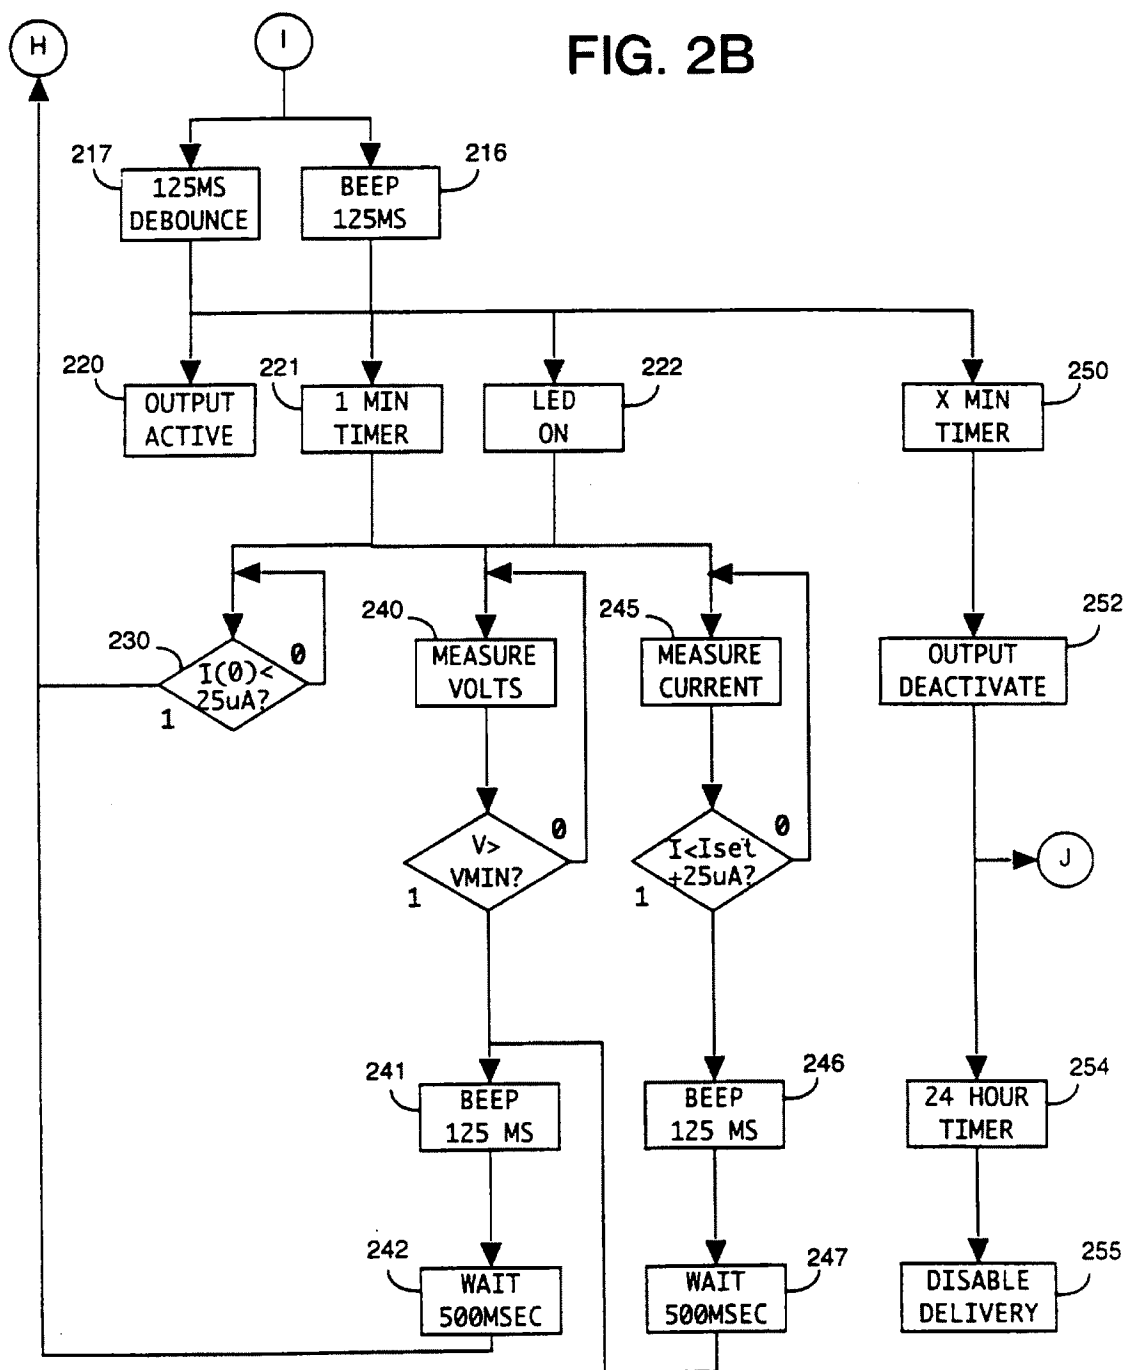 H
I
FIG. 2B
217
125MS
DEBOUNCE
216
BEEP
125MS
220
OUTPUT
ACTIVE
221
1 MIN
TIMER
222
LED
ON
250
X MIN
TIMER
230
I(0)<
25uA?
0
1
240
MEASURE
VOLTS
245
MEASURE
CURRENT
252
OUTPUT
DEACTIVATE
V>
VMIN?
0
1
I<Iset
+25uA?
0
1
J
241
BEEP
125 MS
246
BEEP
125 MS
254
24 HOUR
TIMER
242
WAIT
500MSEC
247
WAIT
500MSEC
255
DISABLE
DELIVERY